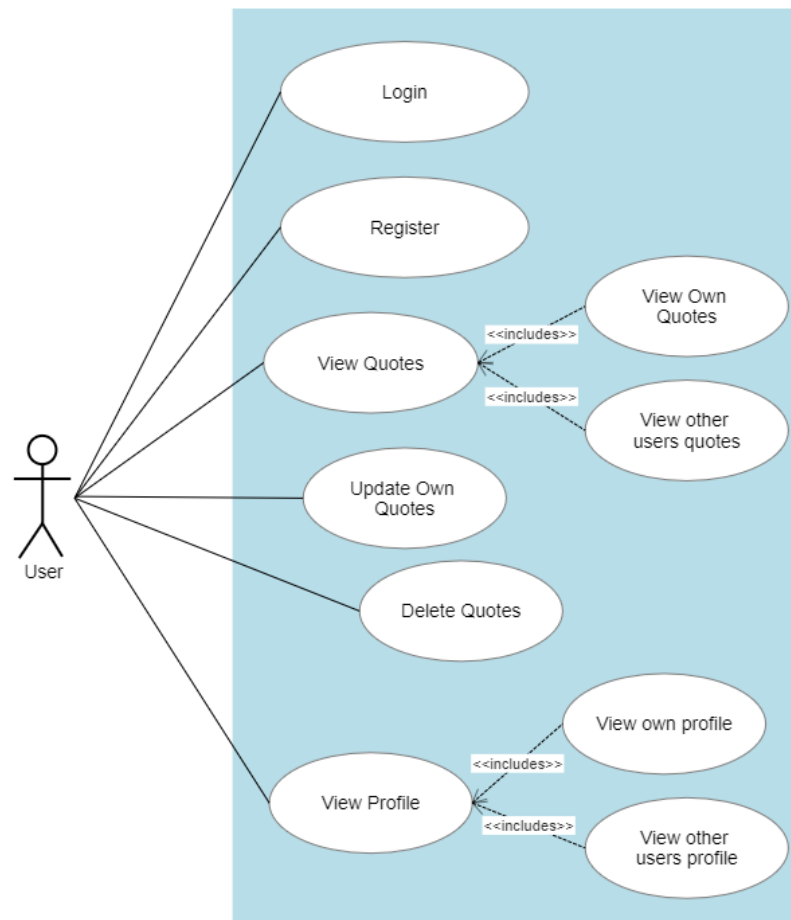 Login
Register
View Own
Quotes
<<includes>>
View Quotes
<<includes>>
View other
users quotes
Update Own
Quotes
User
Delete Quotes
View own profile
<<includes>>
View Profile
<<includes>>
View other
users profile